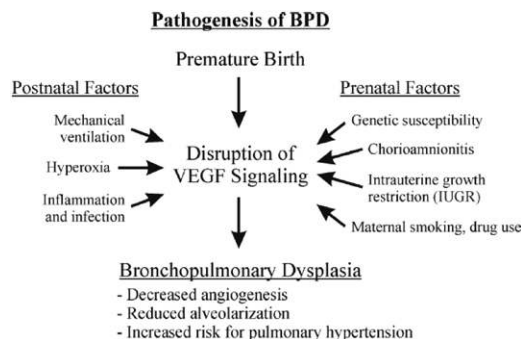 Pathogenesis of BPD
Premature Birth
Postnatal Factors
Mechanical
ventilation
Hyperoxia
Inflammation
and infection
Prenatal Factors
Genetic susceptibility
Chorioamnionitis
Intrauterine growth
restriction (IUGR)
Maternal smoking, drug use
Disruption of
VEGF Signaling
Bronchopulmonary Dysplasia
- Decreased angiogenesis
- Reduced alveolarization
- Increased risk for pulmonary hypertension